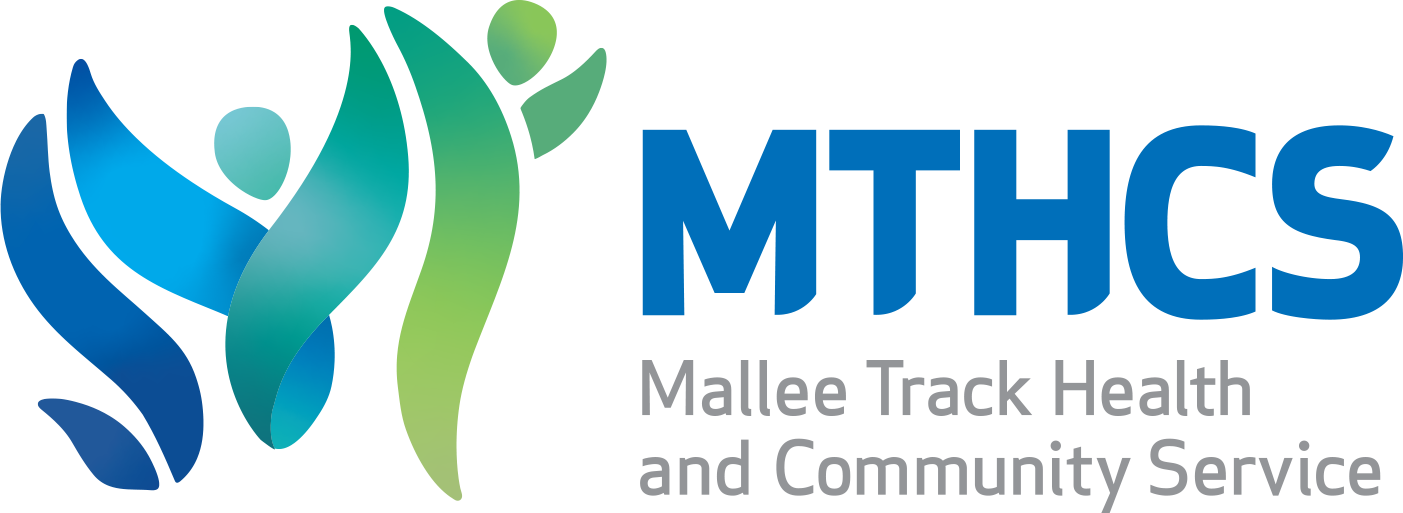 MTHCS
Mallee Track Health
and Community Service